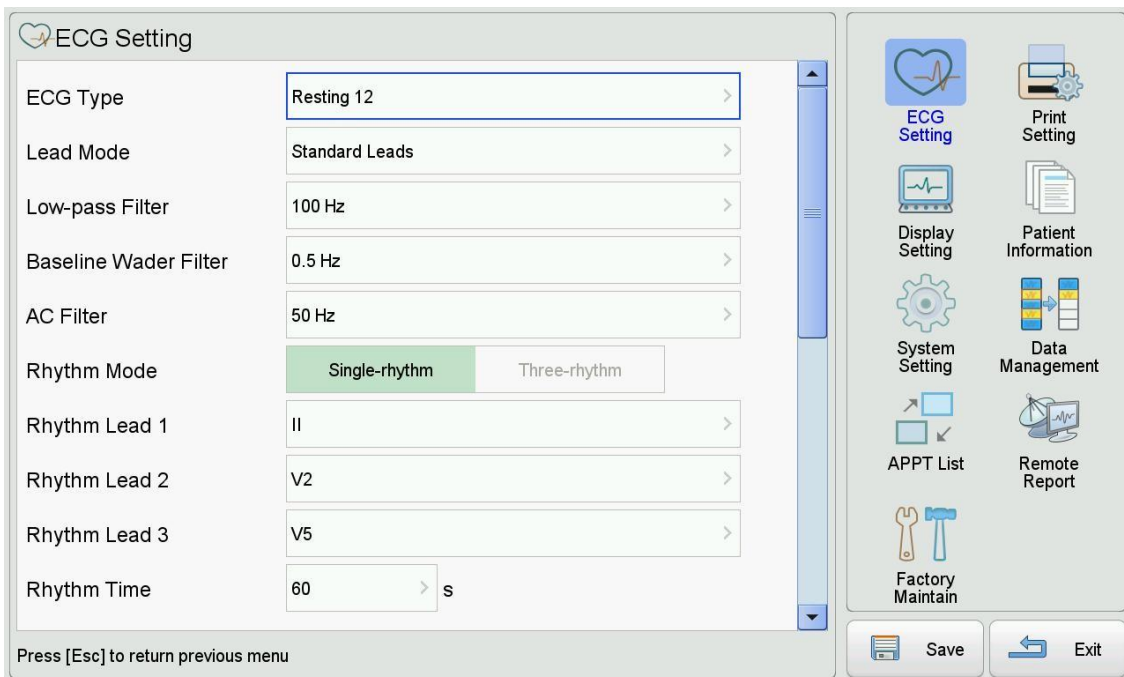 ECG Setting
ECG Type
Resting 12
Lead Mode
Standard Leads
Low-pass Filter
100 Hz
Baseline Wader Filter
0.5 Hz
AC Filter
50 Hz
Rhythm Mode
Single-rhythm
Three-rhythm
Rhythm Lead 1
II
Rhythm Lead 2
V2
Rhythm Lead 3
V5
Rhythm Time
60
s
Press [Esc] to return previous menu
ECG
Setting
Print
Setting
Display
Setting
Patient
Information
System
Setting
Data
Management
APPT List
Remote
Report
Factory
Maintain
Save
Exit